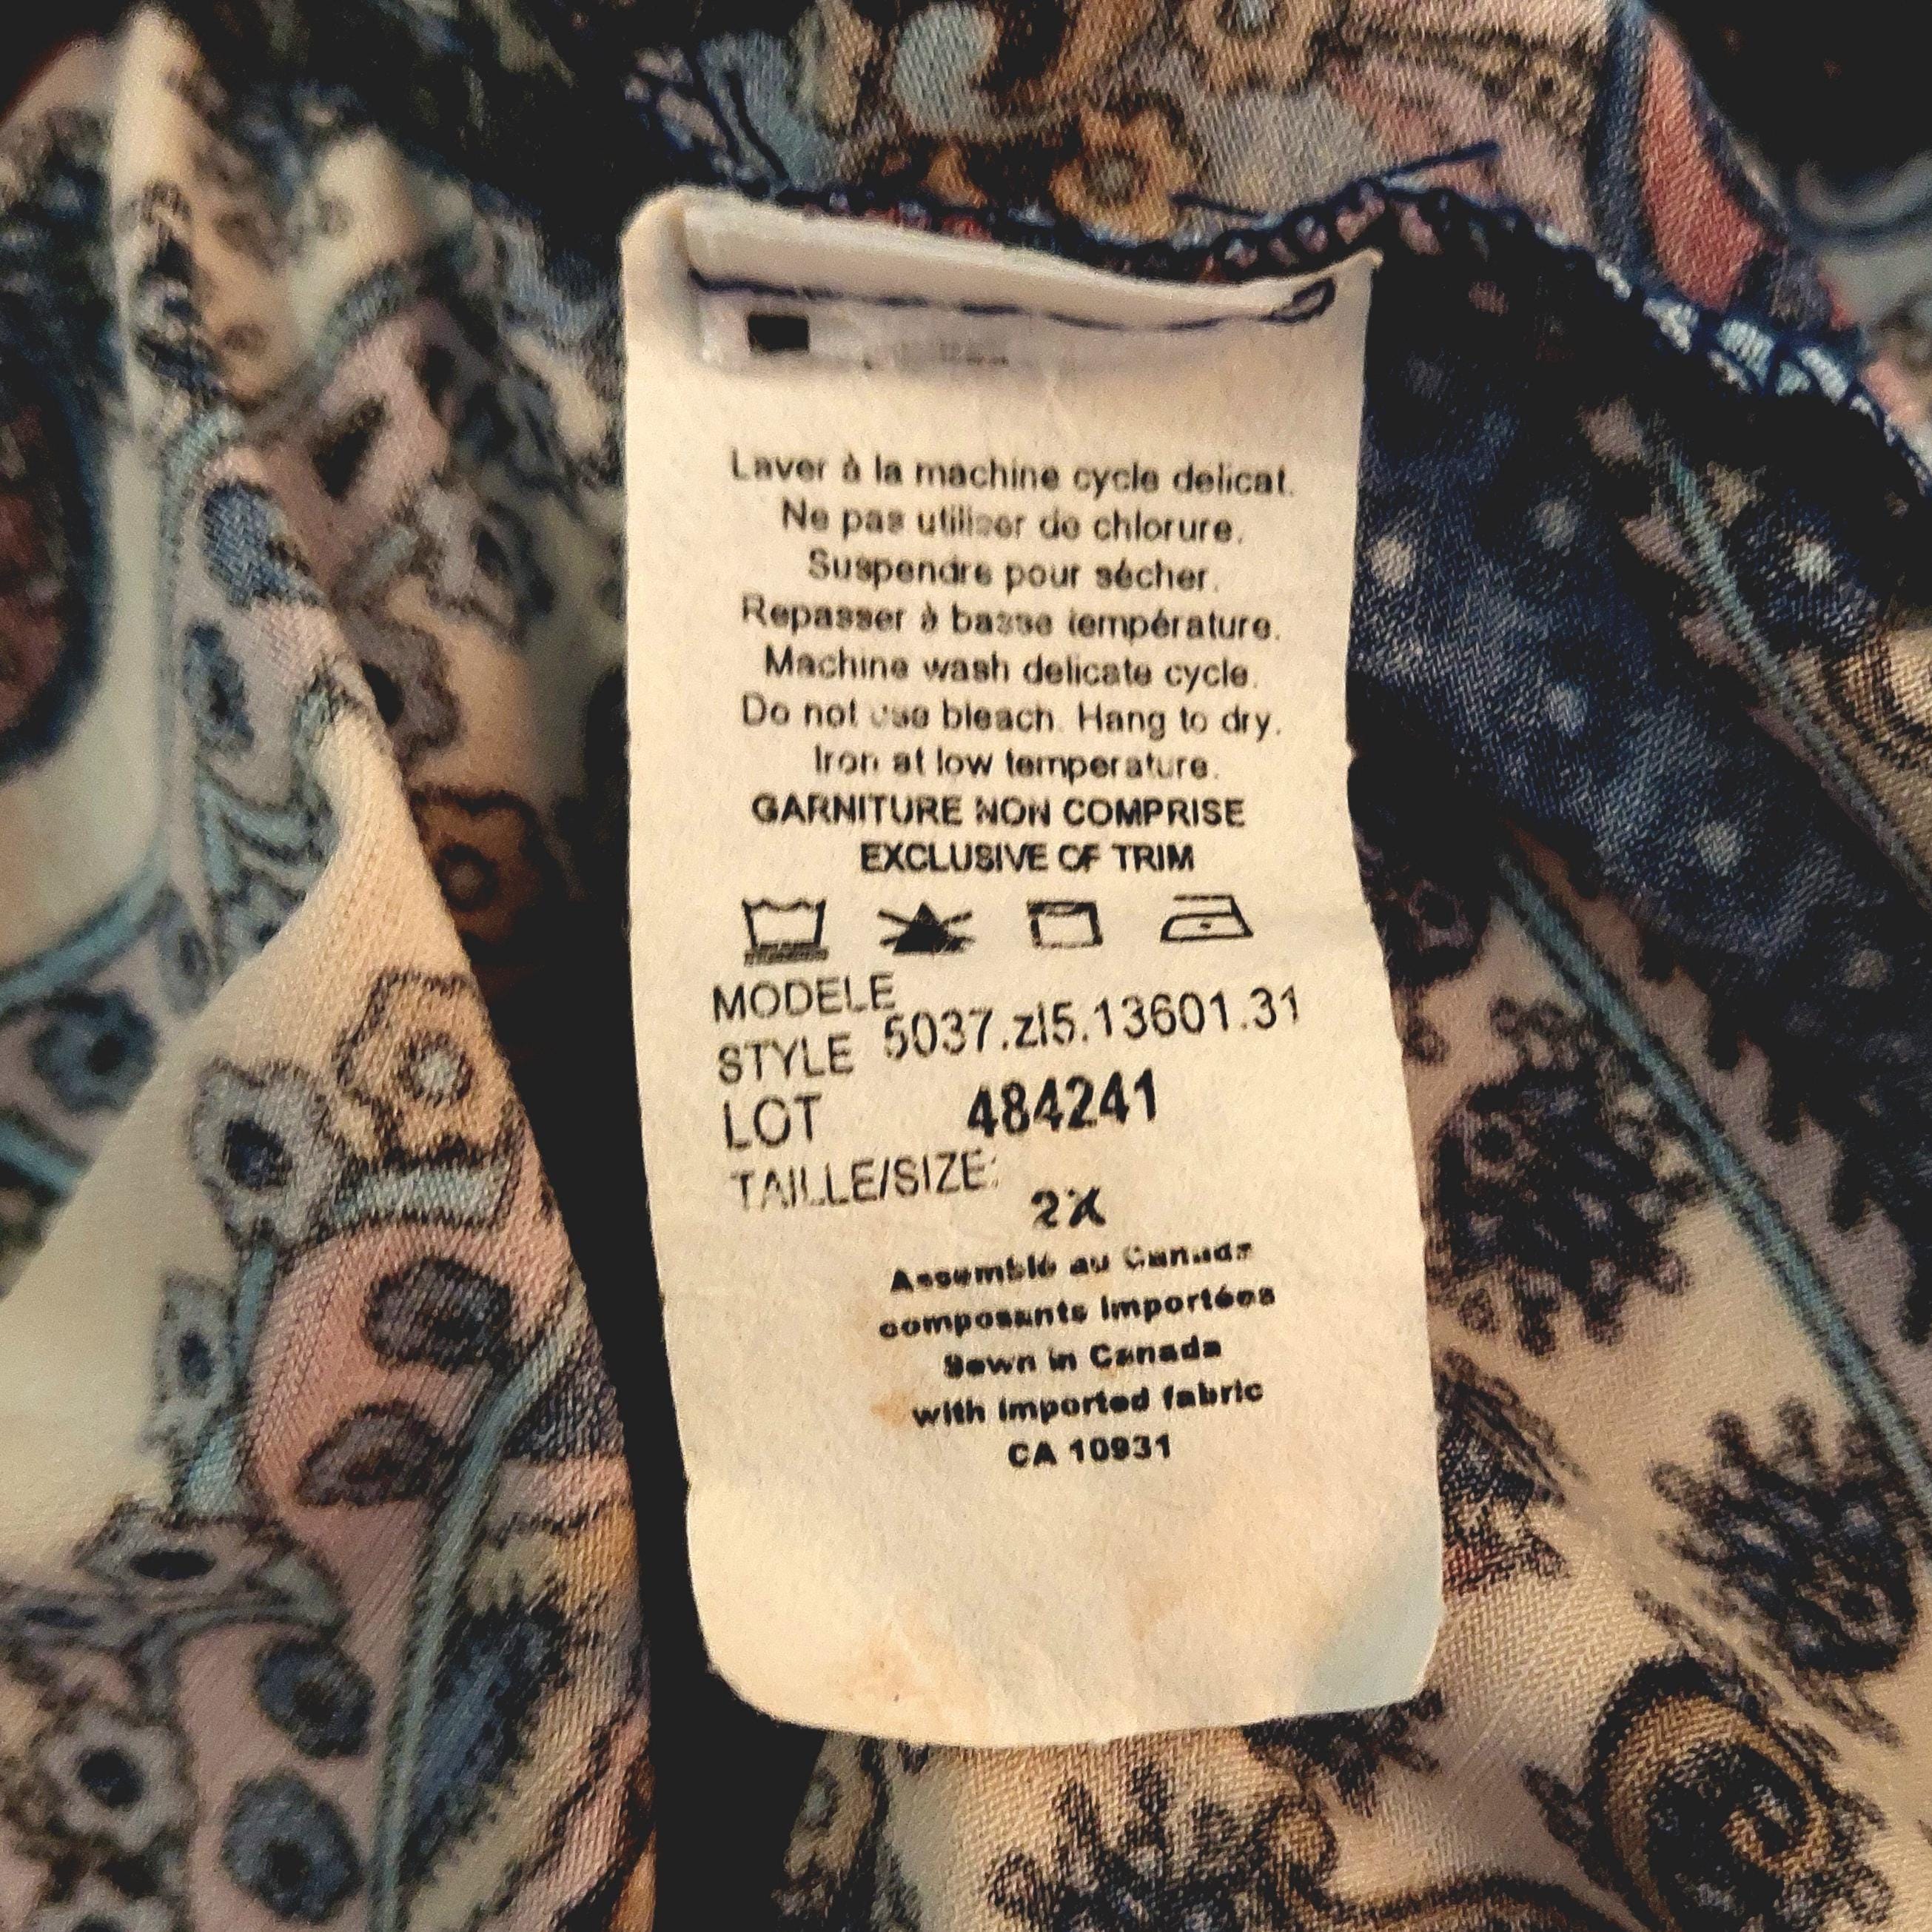 Laver à la machine cycle delicat.
Ne pas utiliser de chlorure.
Suspendre pour sécher.
Repasser à basse température.
Machine wash delicate cycle.
Do not use bleach. Hang to dry.
Iron at low temperature.
GARNITURE NON COMPRISE
EXCLUSIVE OF TRIM
MODELE
STYLE 5037.zl5.13601.31
LOT 484241
TAILLE/SIZE:
2X
Assemblé au Canada
composants importées
Sewn in Canada
with imported fabric
CA 10931